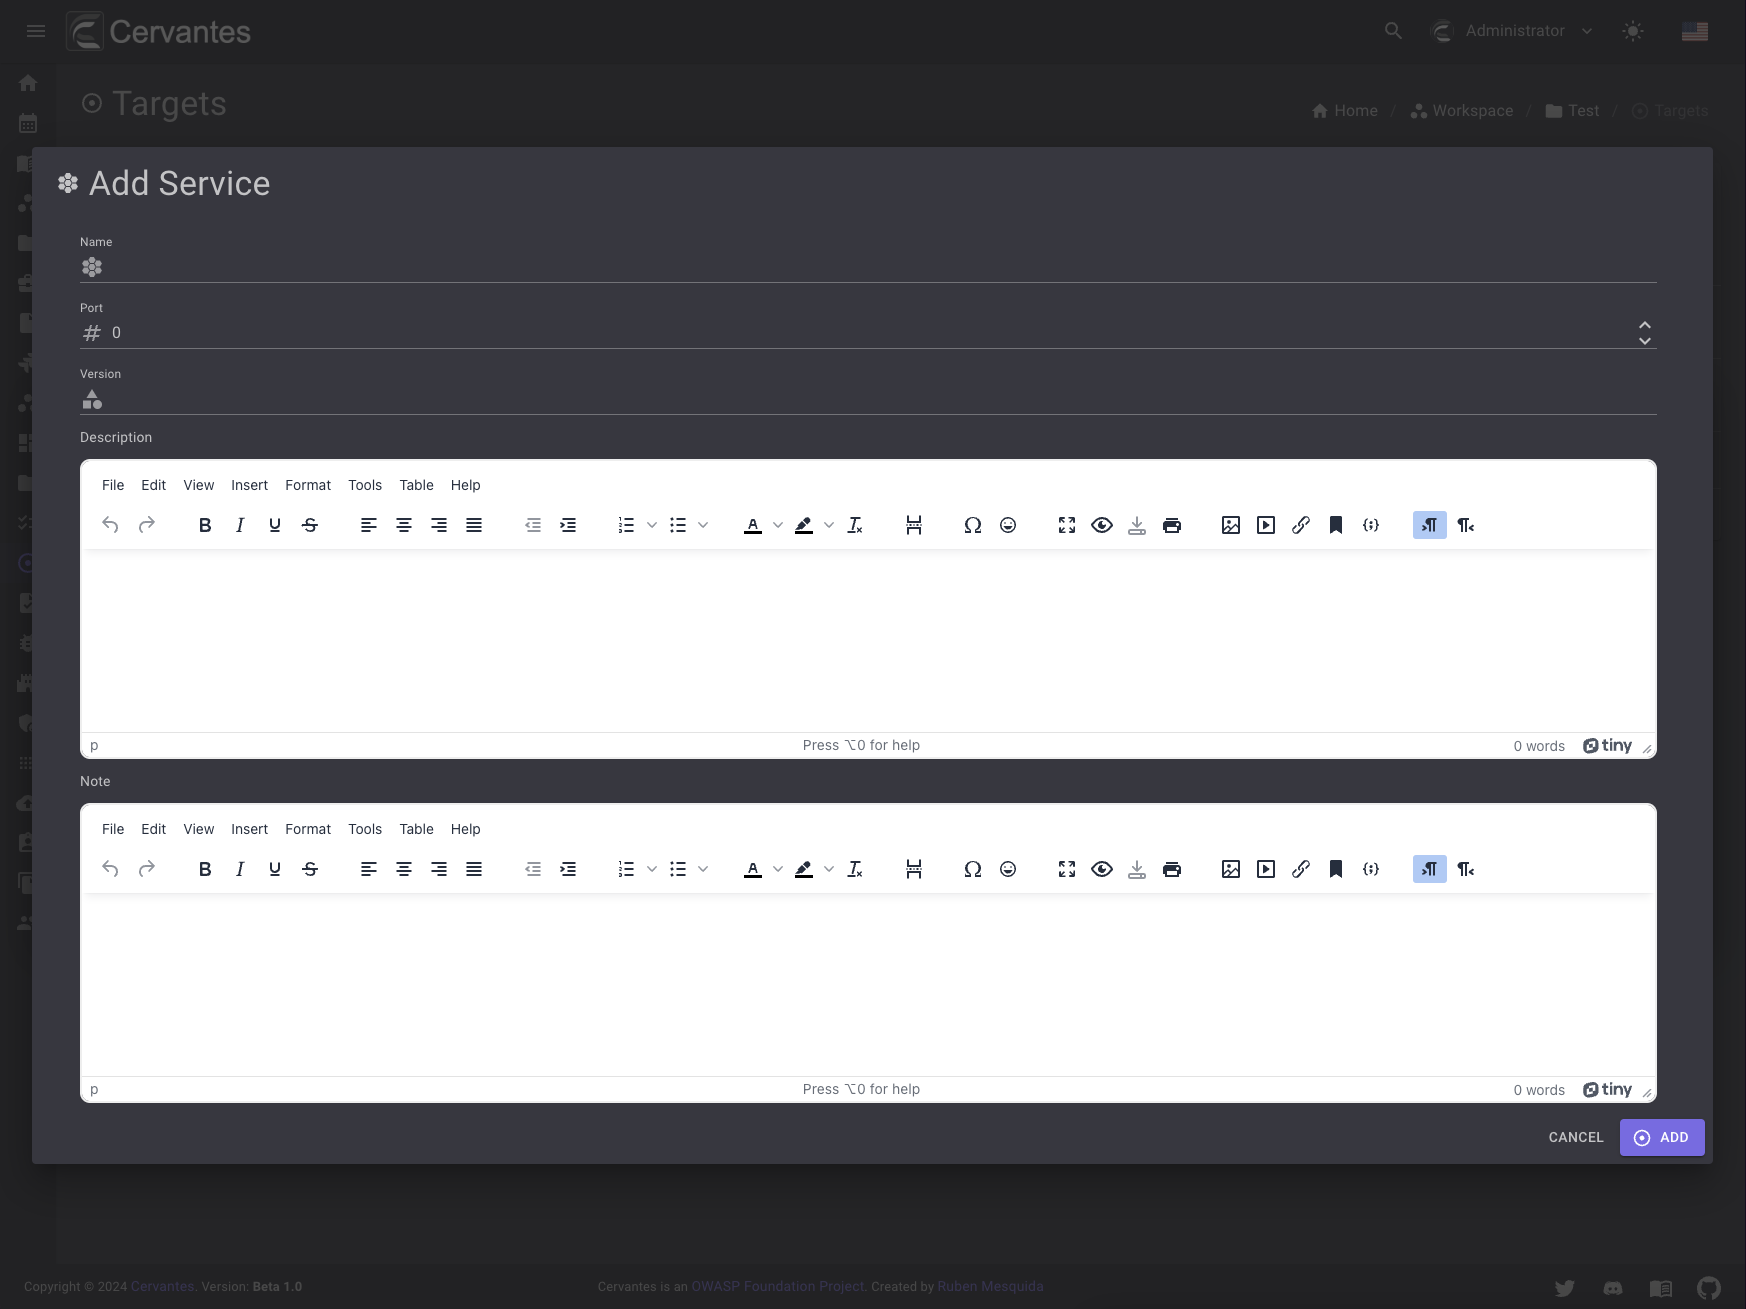 Cervantes
Administrator
Targets
Home / Workspace / Test / Targets
Add Service
Name
Port
# 0
Version
Description
File Edit View Insert Format Tools Table Help
p Press ⌥0 for help 0 words tiny
Note
File Edit View Insert Format Tools Table Help
p Press ⌥0 for help 0 words tiny
CANCEL ADD
Copyright © 2024 Cervantes. Version: Beta 1.0 Cervantes is an OWASP Foundation Project. Created by Ruben Mesquida